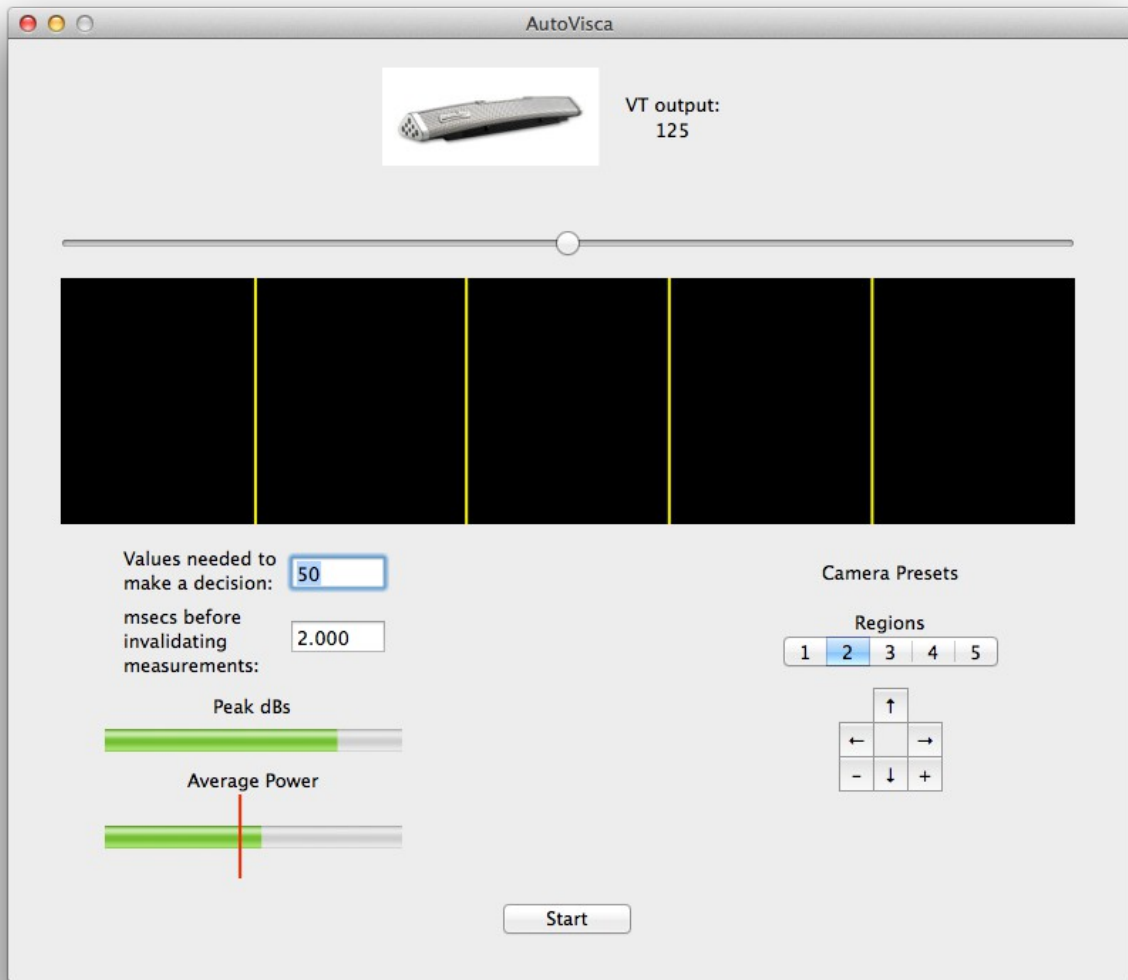 AutoVisca
VT output:
125
Values needed to
make a decision:
50
msecs before
invalidating
measurements:
2.000
Camera Presets
Regions
1 2 3 4 5
Peak dBs
↑
← →
- ↓ +
Average Power
Start